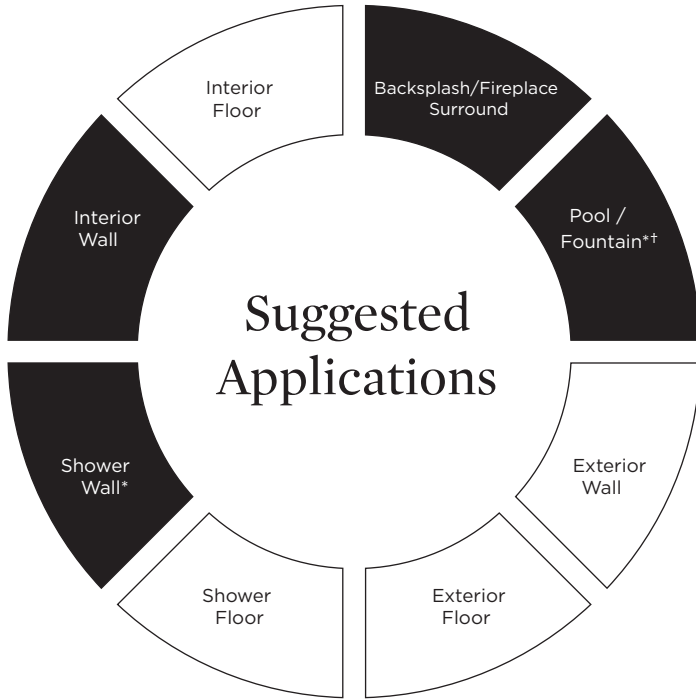 Interior
Floor
Backsplash/Fireplace
Surround
Interior
Wall
Pool /
Fountain*†
Suggested
Applications
Shower
Wall*
Exterior
Wall
Shower
Floor
Exterior
Floor